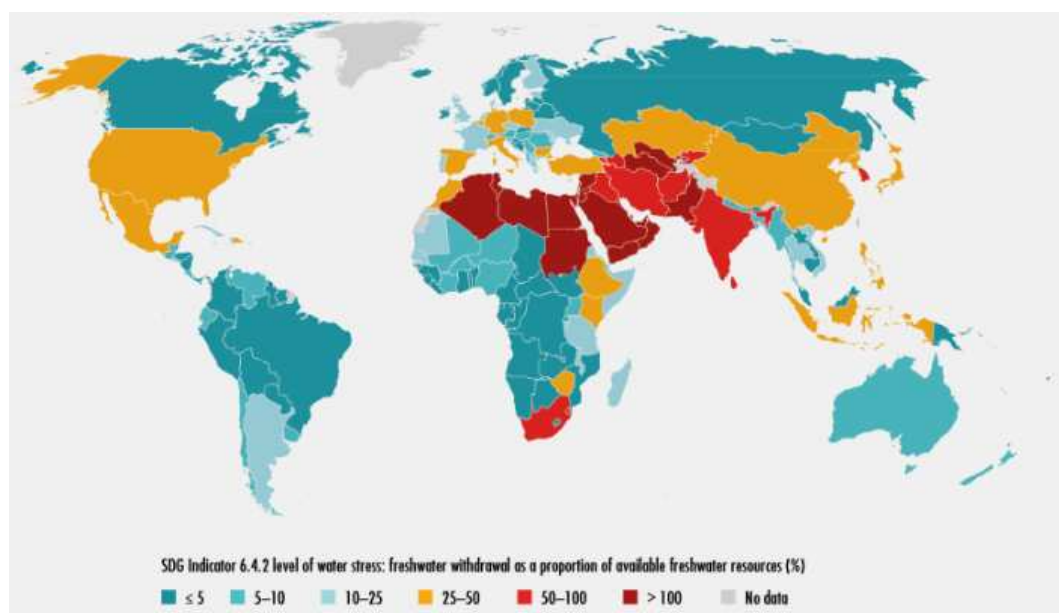 SDG Indicator 6.4.2 level of water stress: freshwater withdrawal as a proportion of available freshwater resources (%)
≤ 5 5–10 10–25 25–50 50–100 > 100 No data